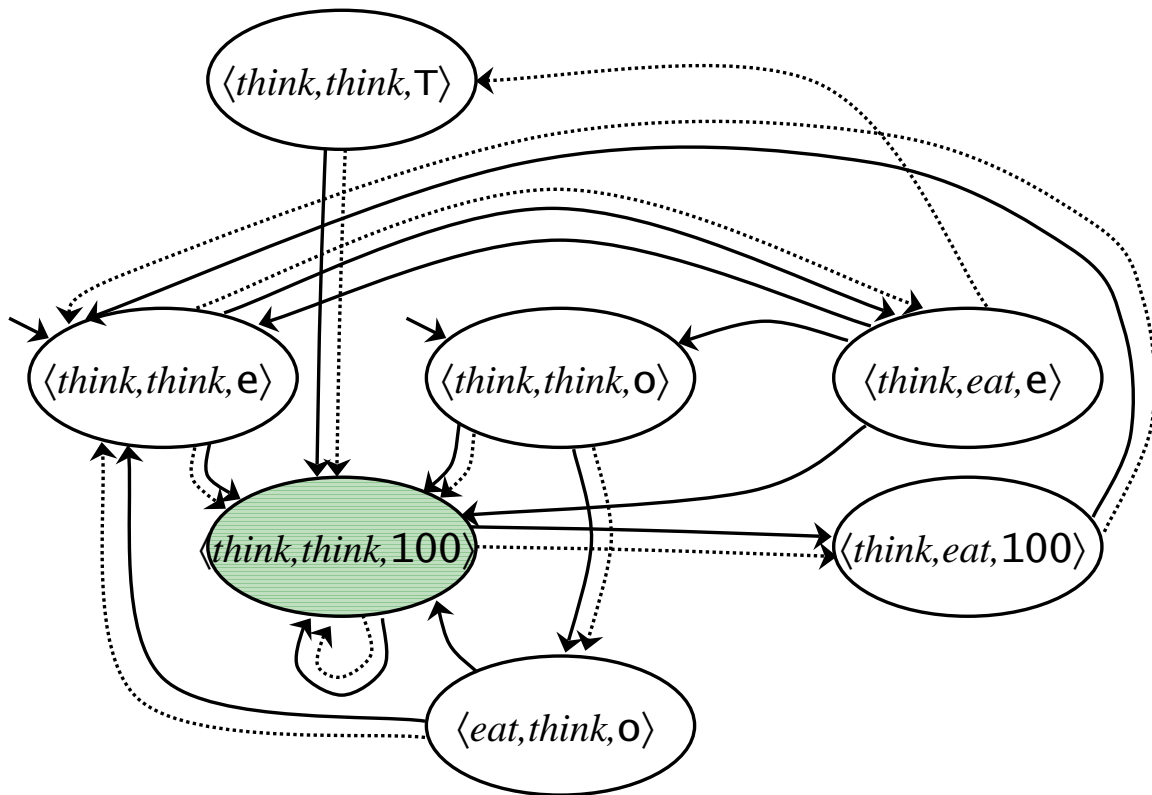 ⟨think,think,⊤⟩
⟨think,think,e⟩
⟨think,think,o⟩
⟨think,eat,e⟩
⟨think,think,100⟩
⟨think,eat,100⟩
⟨eat,think,o⟩